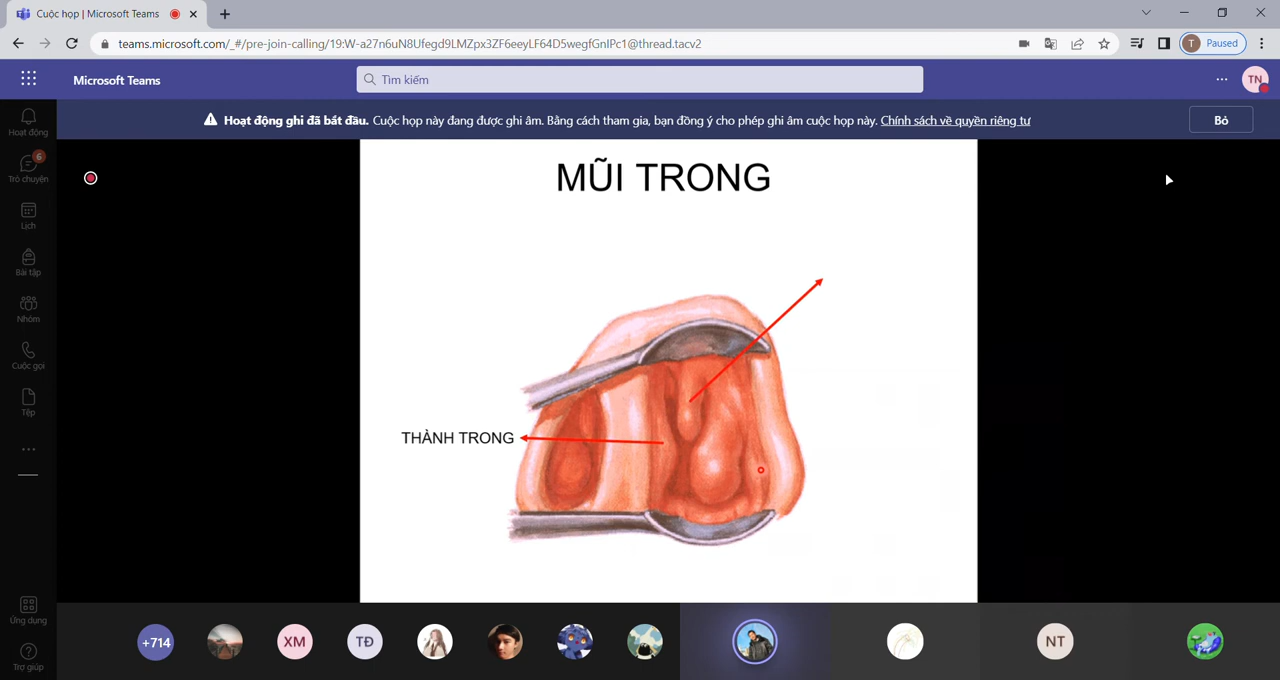 Cuộc họp | Microsoft Teams
teams.microsoft.com/_#/pre-join-calling/19:W-a27n6uN8Ufegd9LMZpx3ZF6eeyLF64D5wegfGnIPc1@thread.tacv2
T Paused
Microsoft Teams
Tìm kiếm
TN
Hoạt động ghi đã bắt đầu. Cuộc họp này đang được ghi âm. Bằng cách tham gia, bạn đồng ý cho phép ghi âm cuộc họp này. Chính sách về quyền riêng tư
Bỏ
Hoạt động
6
Trò chuyện
Lịch
Bài tập
Nhóm
Cuộc gọi
Tệp
Ứng dụng
Trợ giúp
MŨI TRONG
THÀNH TRONG
+714
XM
TĐ
NT